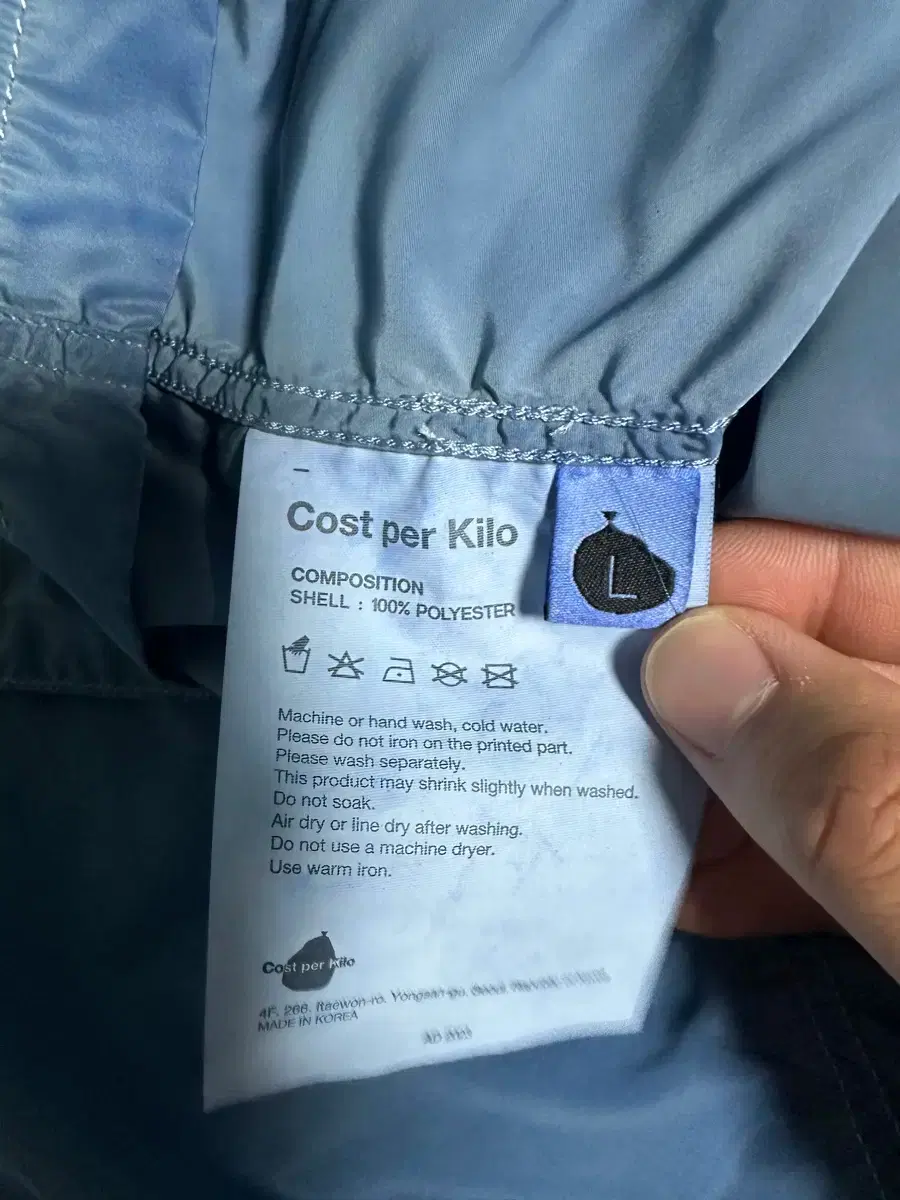 Cost per Kilo
L
COMPOSITION
SHELL : 100% POLYESTER
Machine or hand wash, cold water.
Please do not iron on the printed part.
Please wash separately.
This product may shrink slightly when washed.
Do not soak.
Air dry or line dry after washing.
Do not use a machine dryer.
Use warm iron.
Cost per Kilo
4F, 266, Itaewon-ro, Yongsan-gu, Seoul,
MADE IN KOREA